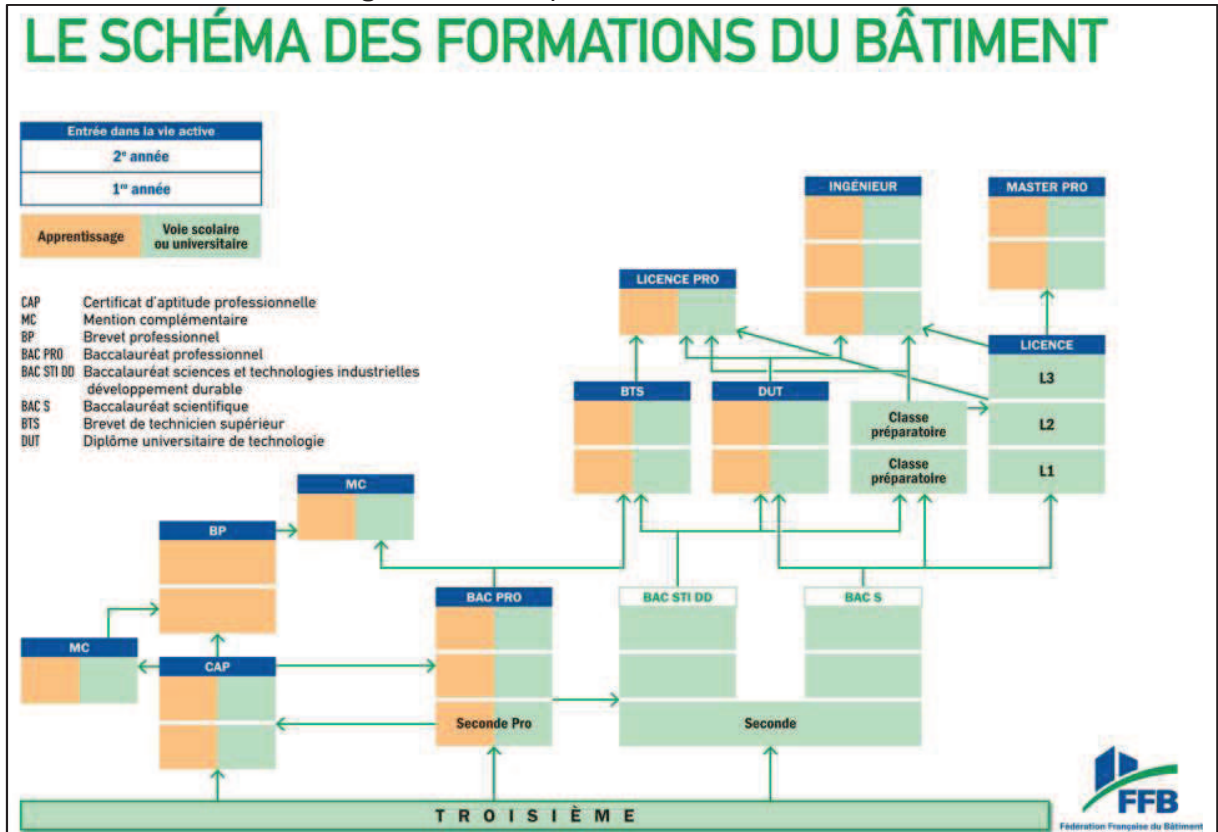 LE SCHÉMA DES FORMATIONS DU BÂTIMENT
Entrée dans la vie active
2e année
1re année
Apprentissage
Voie scolaire
ou universitaire
CAP Certificat d'aptitude professionnelle
MC Mention complémentaire
BP Brevet professionnel
BAC PRO Baccalauréat professionnel
BAC STI DD Baccalauréat sciences et technologies industrielles
développement durable
BAC S Baccalauréat scientifique
BTS Brevet de technicien supérieur
DUT Diplôme universitaire de technologie
INGÉNIEUR
MASTER PRO
LICENCE PRO
LICENCE
L3
L2
L1
BTS
DUT
Classe
préparatoire
Classe
préparatoire
MC
BP
BAC PRO
BAC STI DD
BAC S
MC
CAP
Seconde Pro
Seconde
TROISIÈME
FFB
Fédération Française du Bâtiment